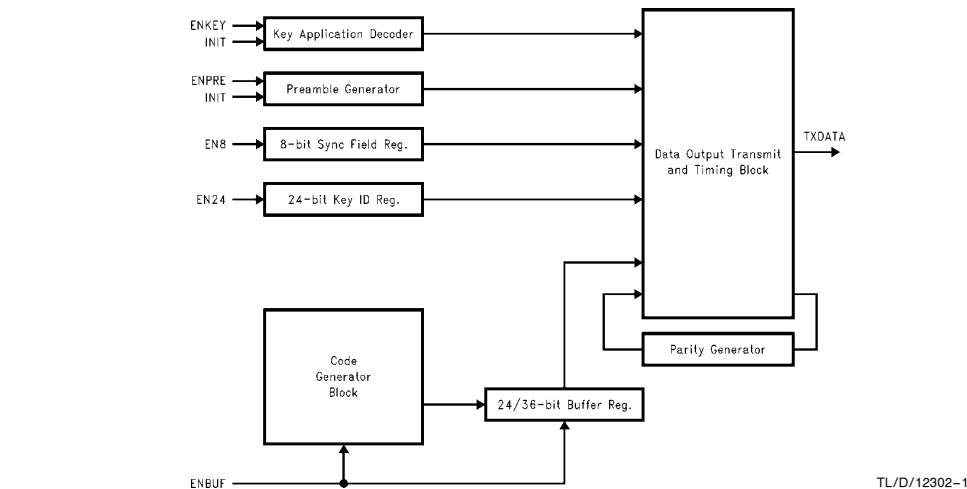 ENKEY
INIT
Key Application Decoder
ENPRE
INIT
Preamble Generator
EN8
8-bit Sync Field Reg.
EN24
24-bit Key ID Reg.
Data Output Transmit
and Timing Block
TXDATA
Parity Generator
Code
Generator
Block
24/36-bit Buffer Reg.
ENBUF
TL/D/12302-1